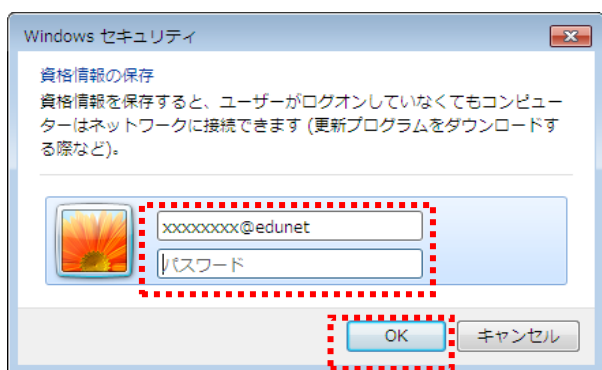 Windows セキュリティ
資格情報の保存
資格情報を保存すると、ユーザーがログオンしていなくてもコンピュー
ターはネットワークに接続できます (更新プログラムをダウンロードす
る際など)。
xxxxxxxx@edunet
パスワード
OK キャンセル